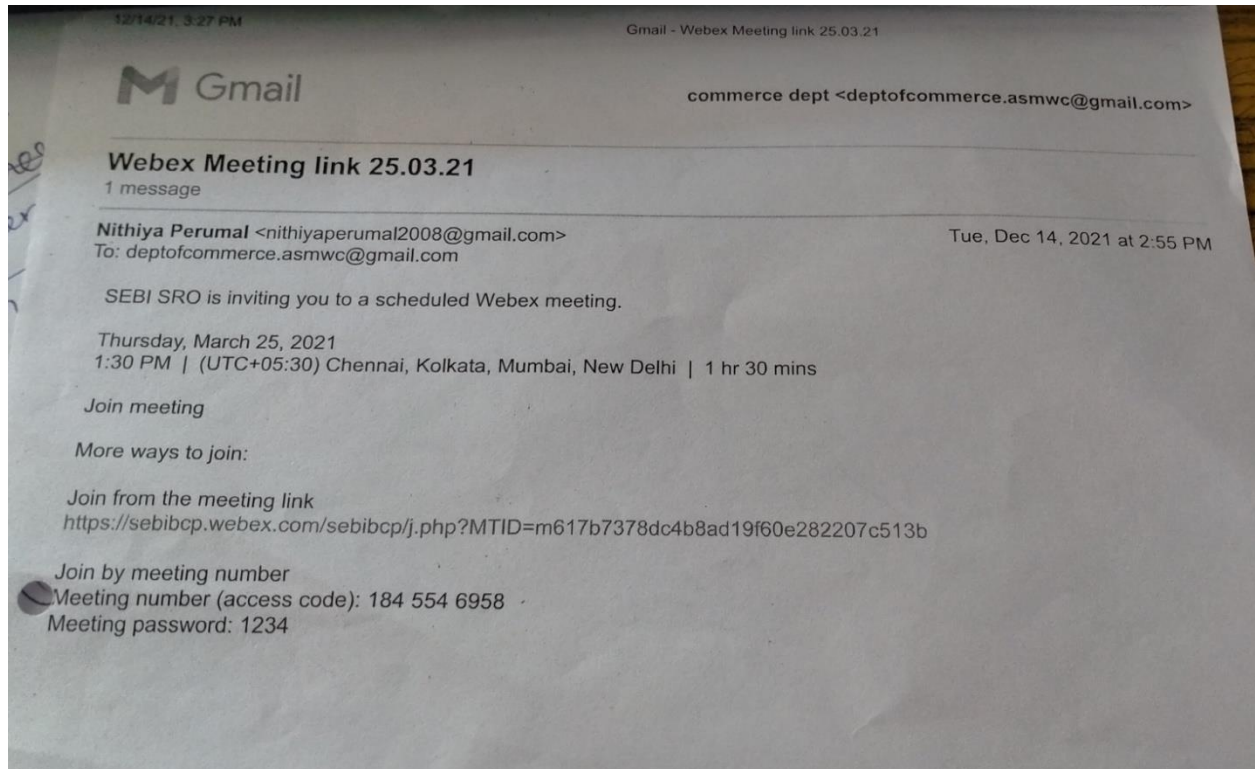 12/14/21, 3:27 PM
Gmail - Webex Meeting link 25.03.21
Gmail
commerce dept <deptofcommerce.asmwc@gmail.com>
Webex Meeting link 25.03.21
1 message
Nithiya Perumal <nithiyaperumal2008@gmail.com>
Tue, Dec 14, 2021 at 2:55 PM
To: deptofcommerce.asmwc@gmail.com
SEBI SRO is inviting you to a scheduled Webex meeting.
Thursday, March 25, 2021
1:30 PM | (UTC+05:30) Chennai, Kolkata, Mumbai, New Delhi | 1 hr 30 mins
Join meeting
More ways to join:
Join from the meeting link
https://sebibcp.webex.com/sebibcp/j.php?MTID=m617b7378dc4b8ad19f60e282207c513b
Join by meeting number
Meeting number (access code): 184 554 6958
Meeting password: 1234